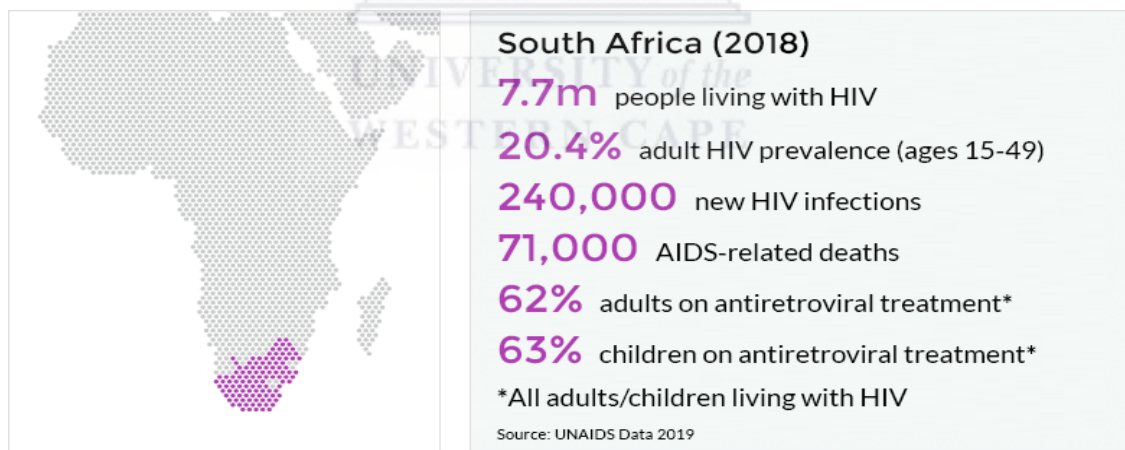 South Africa (2018)
UNIVERSITY of the
7.7m people living with HIV
WESTERN CAPE
20.4% adult HIV prevalence (ages 15-49)
240,000 new HIV infections
71,000 AIDS-related deaths
62% adults on antiretroviral treatment*
63% children on antiretroviral treatment*
*All adults/children living with HIV
Source: UNAIDS Data 2019